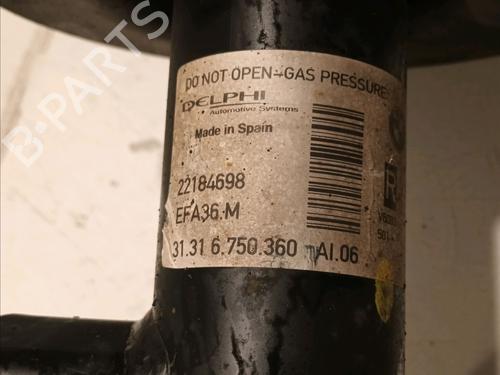 DO NOT OPEN-GAS PRESSURE
DELPHI
Automotive Systems
Made in Spain
22184698
EFA36.M
31.31 6.750.360 AI.06
R
B-PARTS